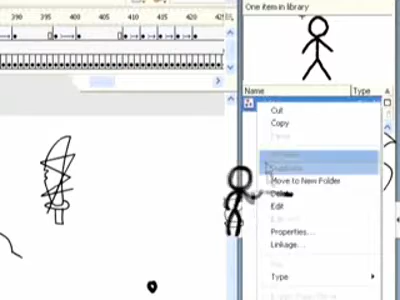 One item in library
390 395 400 405 410 415 420
Name Type
Cut
Copy
Move to New Folder
Edit
Properties...
Linkage...
Type